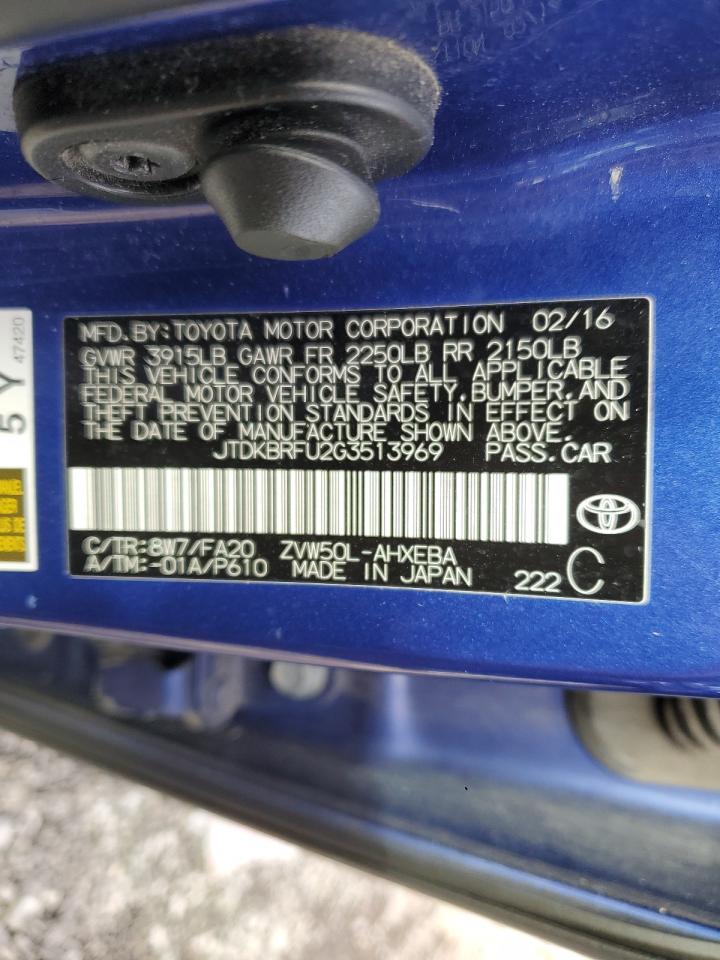 MFD.BY:TOYOTA MOTOR CORPORATION 02/16
GVWR 3915LB GAWR FR 2250LB RR 2150LB
THIS VEHICLE CONFORMS TO ALL APPLICABLE
FEDERAL MOTOR VEHICLE SAFETY,BUMPER,AND
THEFT PREVENTION STANDARDS IN EFFECT ON
THE DATE OF MANUFACTURE SHOWN ABOVE.
JTDKBRFU2G3513969 PASS.CAR
C/TR:8W7/FA20 ZVW50L-AHXEBA
A/TM:-01A/P610 MADE IN JAPAN 222 C
5 Y
47420